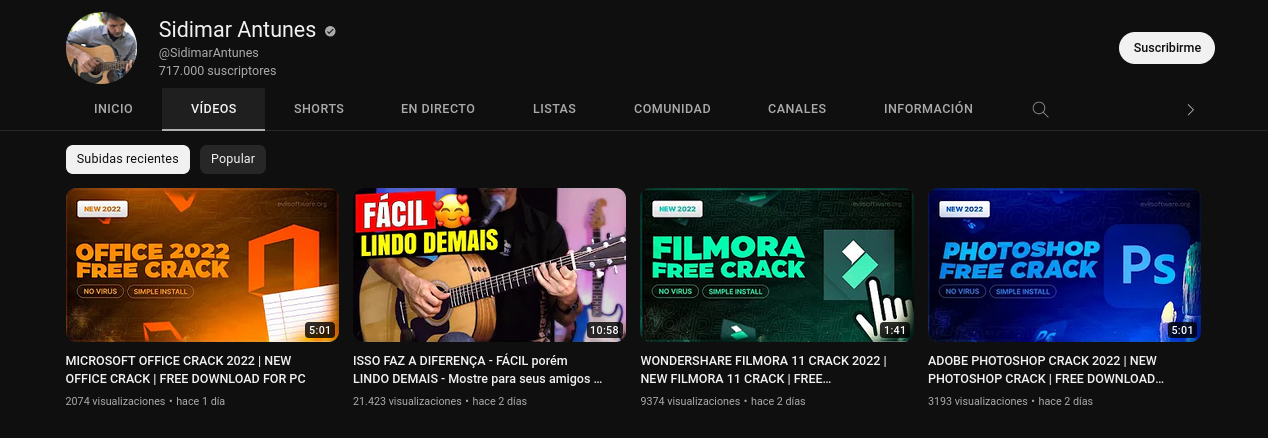 Sidimar Antunes
@SidimarAntunes
717.000 suscriptores
Suscribirme
INICIO
VÍDEOS
SHORTS
EN DIRECTO
LISTAS
COMUNIDAD
CANALES
INFORMACIÓN
Subidas recientes
Popular
NEW 2022
evilsoftware.org
OFFICE 2022
FREE CRACK
NO VIRUS
SIMPLE INSTALL
5:01
MICROSOFT OFFICE CRACK 2022 | NEW
OFFICE CRACK | FREE DOWNLOAD FOR PC
2074 visualizaciones • hace 1 día
FÁCIL
LINDO DEMAIS
10:58
ISSO FAZ A DIFERENÇA - FÁCIL porém
LINDO DEMAIS - Mostre para seus amigos ...
21.423 visualizaciones • hace 2 días
NEW 2022
evilsoftware.org
FILMORA
FREE CRACK
NO VIRUS
SIMPLE INSTALL
1:41
WONDERSHARE FILMORA 11 CRACK 2022 |
NEW FILMORA 11 CRACK | FREE...
9374 visualizaciones • hace 2 días
NEW 2022
evilsoftware.org
PHOTOSHOP
FREE CRACK
NO VIRUS
SIMPLE INSTALL
Ps
Ps
5:01
ADOBE PHOTOSHOP CRACK 2022 | NEW
PHOTOSHOP CRACK | FREE DOWNLOAD...
3193 visualizaciones • hace 2 días